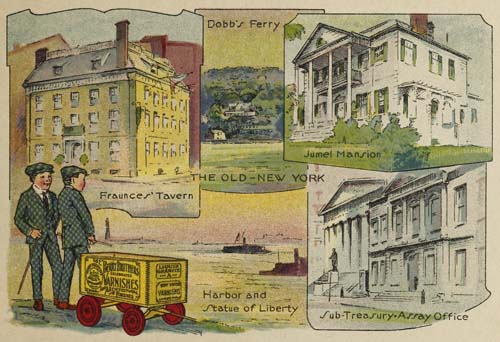 Dobb's Ferry
Jumel Mansion
Fraunces' Tavern
THE OLD-NEW YORK
BERRY BROTHERS'
CELEBRATED
VARNISHES
Harbor and
Statue of Liberty
Sub-Treasury-Assay Office